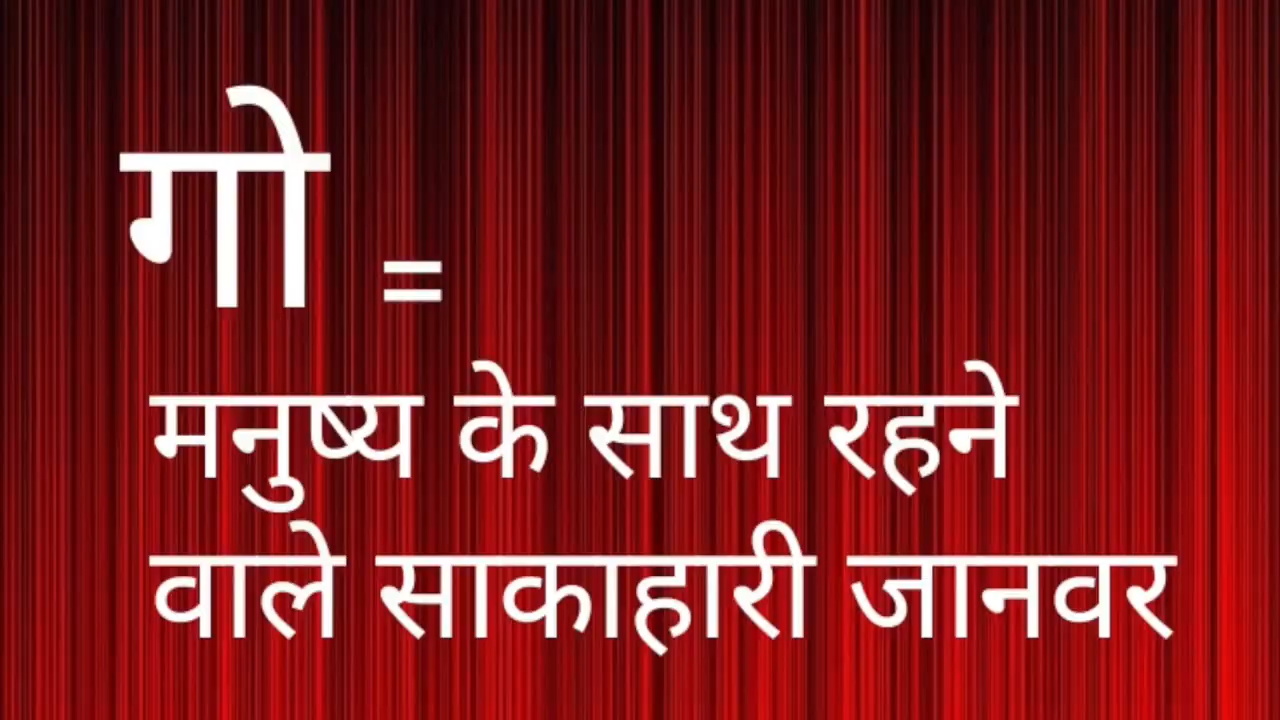 गो =
मनुष्य के साथ रहने
वाले साकाहारी जानवर